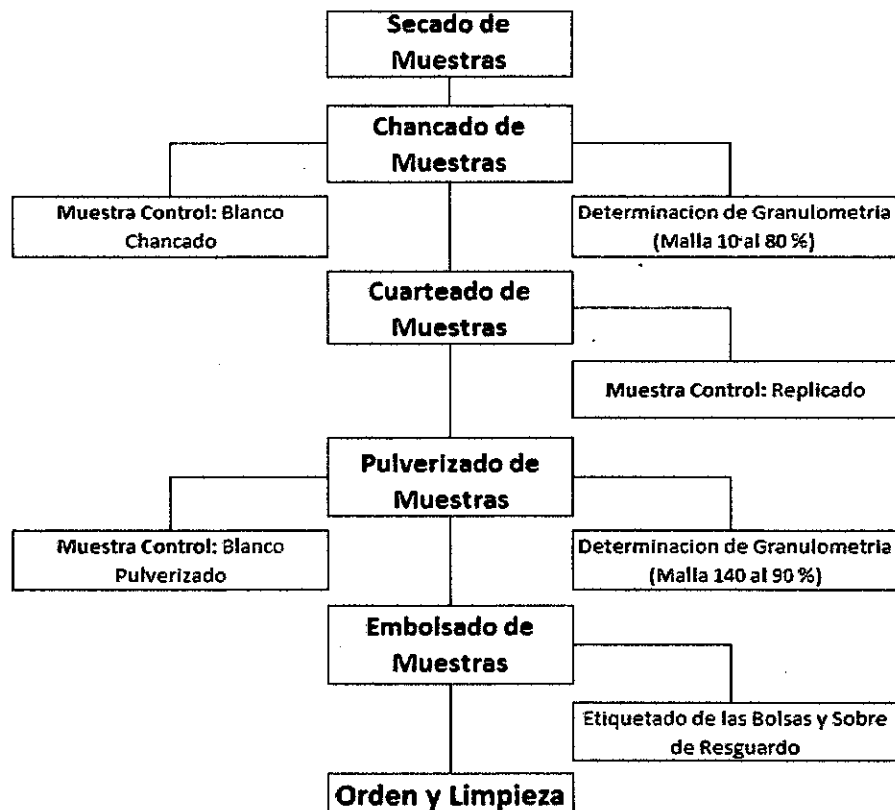 Secado de
Muestras
Chancado de
Muestras
Muestra Control: Blanco
Chancado
Determinacion de Granulometria
(Malla 10 al 80 %)
Cuarteado de
Muestras
Muestra Control: Replicado
Pulverizado de
Muestras
Muestra Control: Blanco
Pulverizado
Determinacion de Granulometria
(Malla 140 al 90 %)
Embolsado de
Muestras
Etiquetado de las Bolsas y Sobre
de Resguardo
Orden y Limpieza